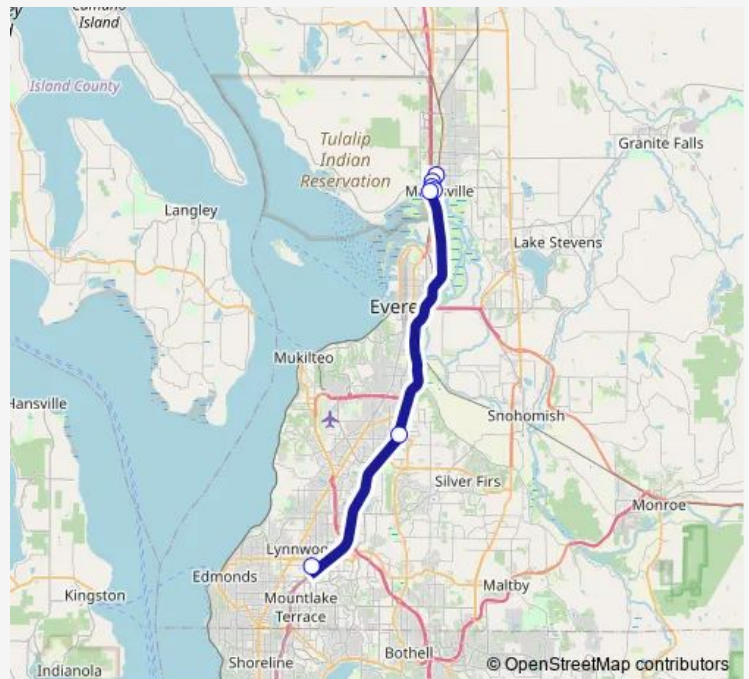 Island
Island County
Tulalip
Indian
Reservation
Granite Falls
Langley
Lake Stevens
Mukilteo
Hansville
Snohomish
Silver Firs
Monroe
Edmonds
Kingston
Mountlake
Terrace
Maltby
Shoreline
Bothell
Indianola
© OpenStreetMap contributors